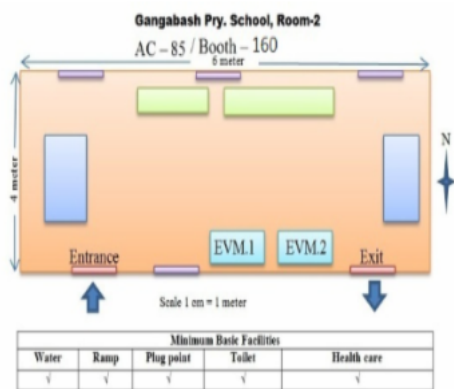 Gangabash Pry. School, Room-2
AC – 85 / Booth – 160
6 meter
4 meter
N
EVM.1
EVM.2
Entrance
Exit
Scale 1 cm = 1 meter
Minimum Basic Facilities
Water Ramp Plug point Toilet Health care
√ √ √ √ √